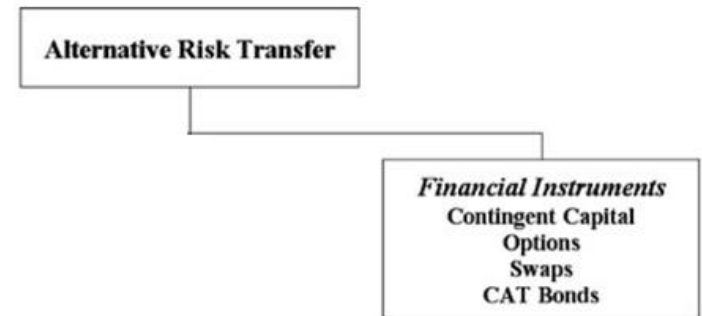 Alternative Risk Transfer
Financial Instruments
Contingent Capital
Options
Swaps
CAT Bonds